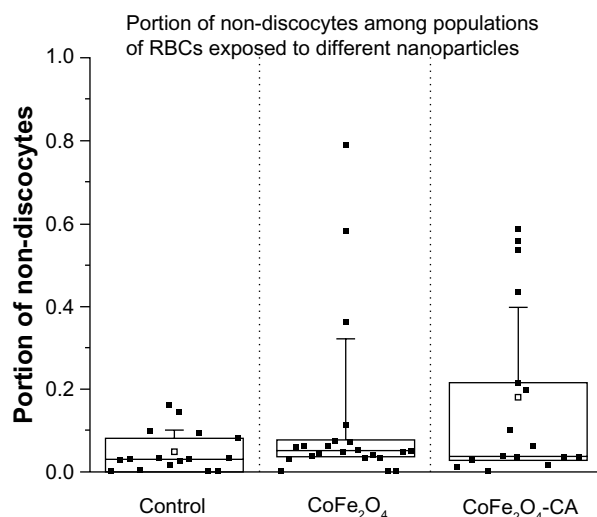 Portion of non-discocytes among populations
of RBCs exposed to different nanoparticles
Portion of non-discocytes
1.0
0.8
0.6
0.4
0.2
0.0
Control
CoFe₂O₄
CoFe₂O₄-CA